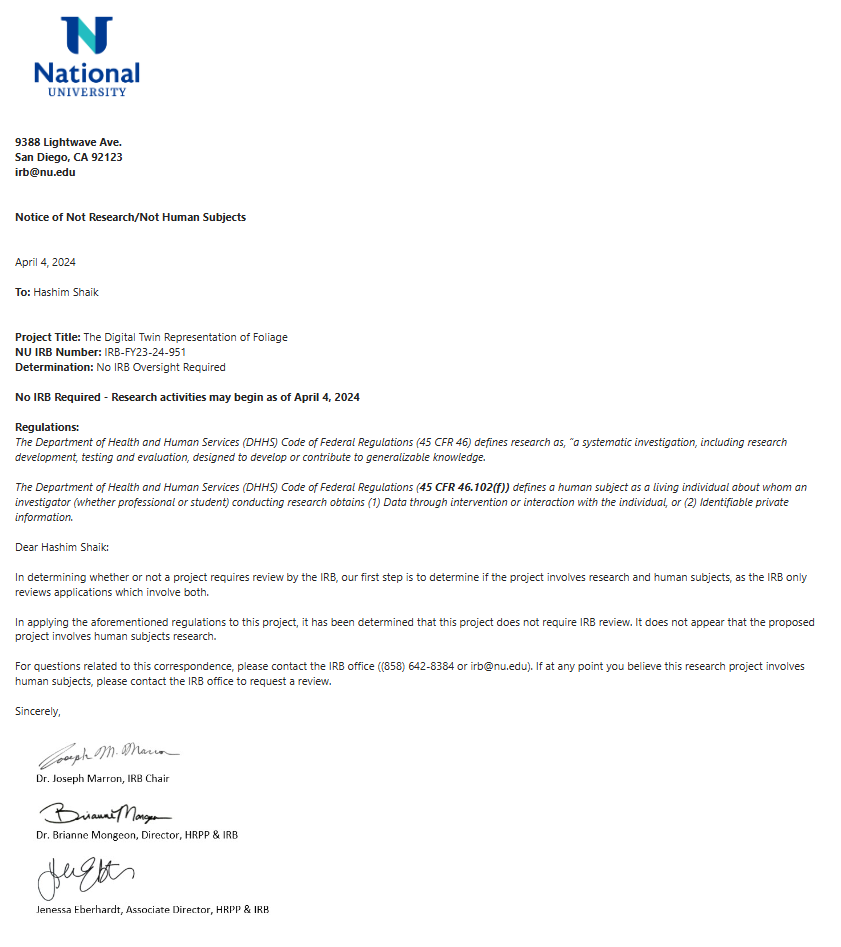 National
UNIVERSITY
9388 Lightwave Ave.
San Diego, CA 92123
irb@nu.edu
Notice of Not Research/Not Human Subjects
April 4, 2024
To: Hashim Shaik
Project Title: The Digital Twin Representation of Foliage
NU IRB Number: IRB-FY23-24-951
Determination: No IRB Oversight Required
No IRB Required - Research activities may begin as of April 4, 2024
Regulations:
The Department of Health and Human Services (DHHS) Code of Federal Regulations (45 CFR 46) defines research as, "a systematic investigation, including research
development, testing and evaluation, designed to develop or contribute to generalizable knowledge.
The Department of Health and Human Services (DHHS) Code of Federal Regulations (45 CFR 46.102(f)) defines a human subject as a living individual about whom an
investigator (whether professional or student) conducting research obtains (1) Data through intervention or interaction with the individual, or (2) Identifiable private
information.
Dear Hashim Shaik:
In determining whether or not a project requires review by the IRB, our first step is to determine if the project involves research and human subjects, as the IRB only
reviews applications which involve both.
In applying the aforementioned regulations to this project, it has been determined that this project does not require IRB review. It does not appear that the proposed
project involves human subjects research.
For questions related to this correspondence, please contact the IRB office ((858) 642-8384 or irb@nu.edu). If at any point you believe this research project involves
human subjects, please contact the IRB office to request a review.
Sincerely,
Joseph M. Marron
Dr. Joseph Marron, IRB Chair
Brianne Mongeon
Dr. Brianne Mongeon, Director, HRPP & IRB
Jenessa Eberhardt, Associate Director, HRPP & IRB